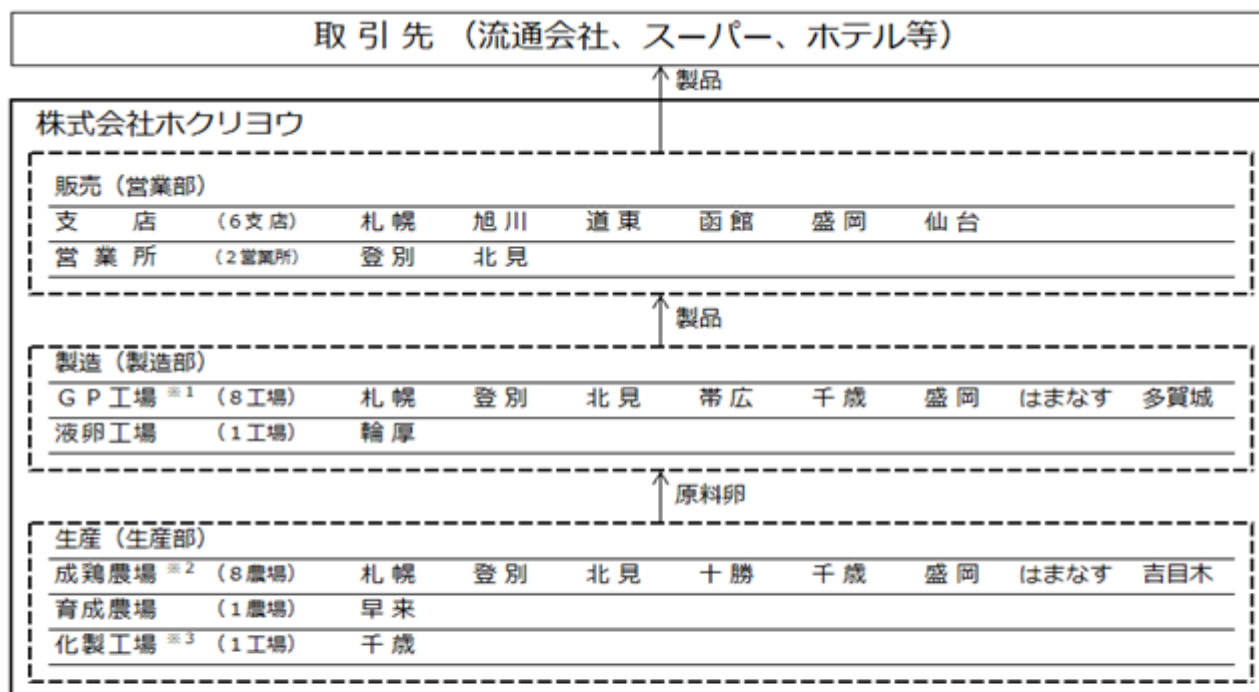 取引先（流通会社、スーパー、ホテル等）
製品
株式会社ホクリヨウ
販売（営業部）
支店（6支店） 札幌 旭川 道東 函館 盛岡 仙台
営業所（2営業所） 登別 北見
製品
製造（製造部）
ＧＰ工場※1（8工場） 札幌 登別 北見 帯広 千歳 盛岡 はまなす 多賀城
液卵工場（1工場） 輪厚
原料卵
生産（生産部）
成鶏農場※2（8農場） 札幌 登別 北見 十勝 千歳 盛岡 はまなす 吉目木
育成農場（1農場） 早来
化製工場※3（1工場） 千歳